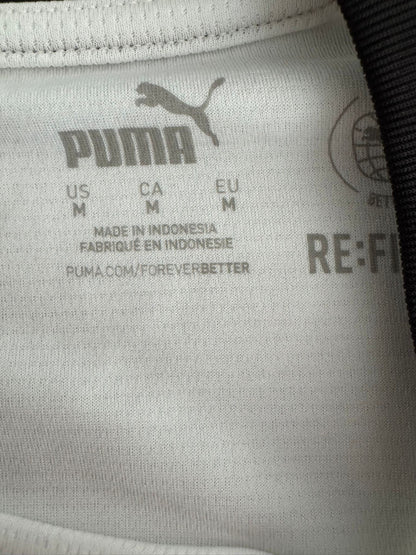 PUMA
US CA EU
M M M
MADE IN INDONESIA
FABRIQUÉ EN INDONESIE
PUMA.COM/FOREVERBETTER